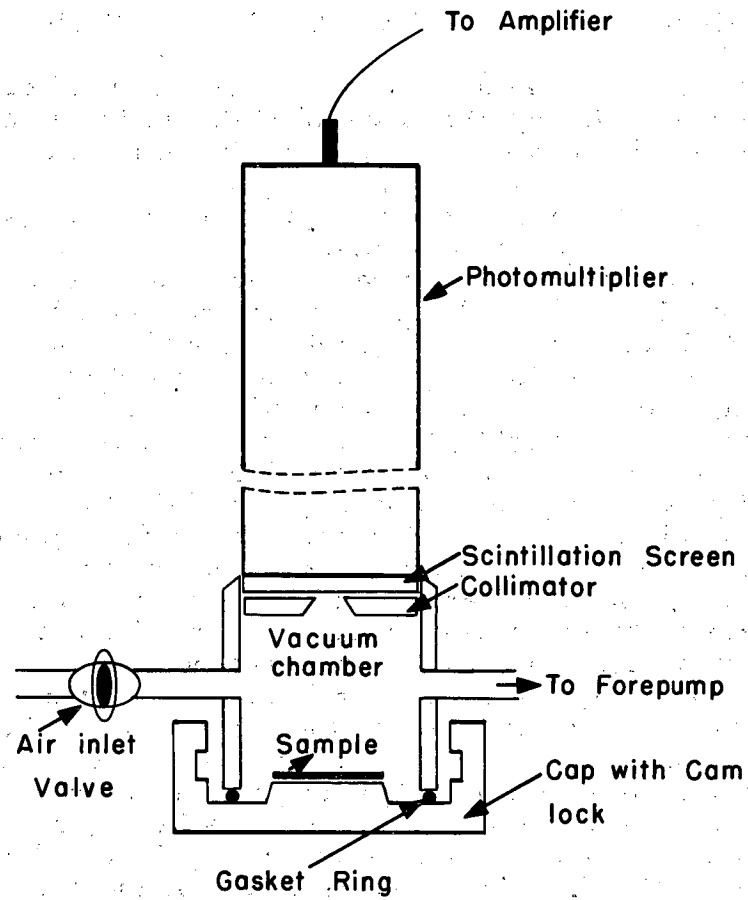 To Amplifier
Photomultiplier
Scintillation Screen
Collimator
Vacuum
chamber
To Forepump
Air inlet
Valve
Sample
Cap with Cam
lock
Gasket Ring